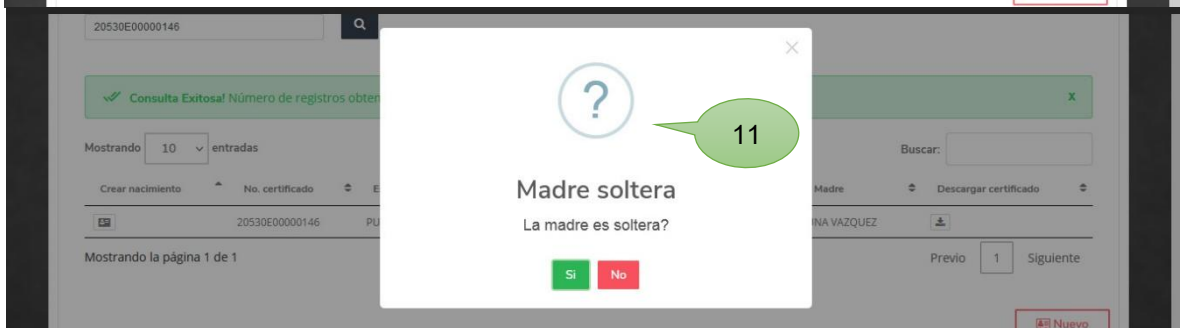 20530E00000146
Consulta Exitosa! Número de registros obten
x
?
11
Mostrando 10 entradas
Buscar:
Crear nacimiento No. certificado E Madre Descargar certificado
Madre soltera
20530E00000146 PU NA VAZQUEZ
La madre es soltera?
Mostrando la página 1 de 1
Previo 1 Siguiente
Si No
Nuevo